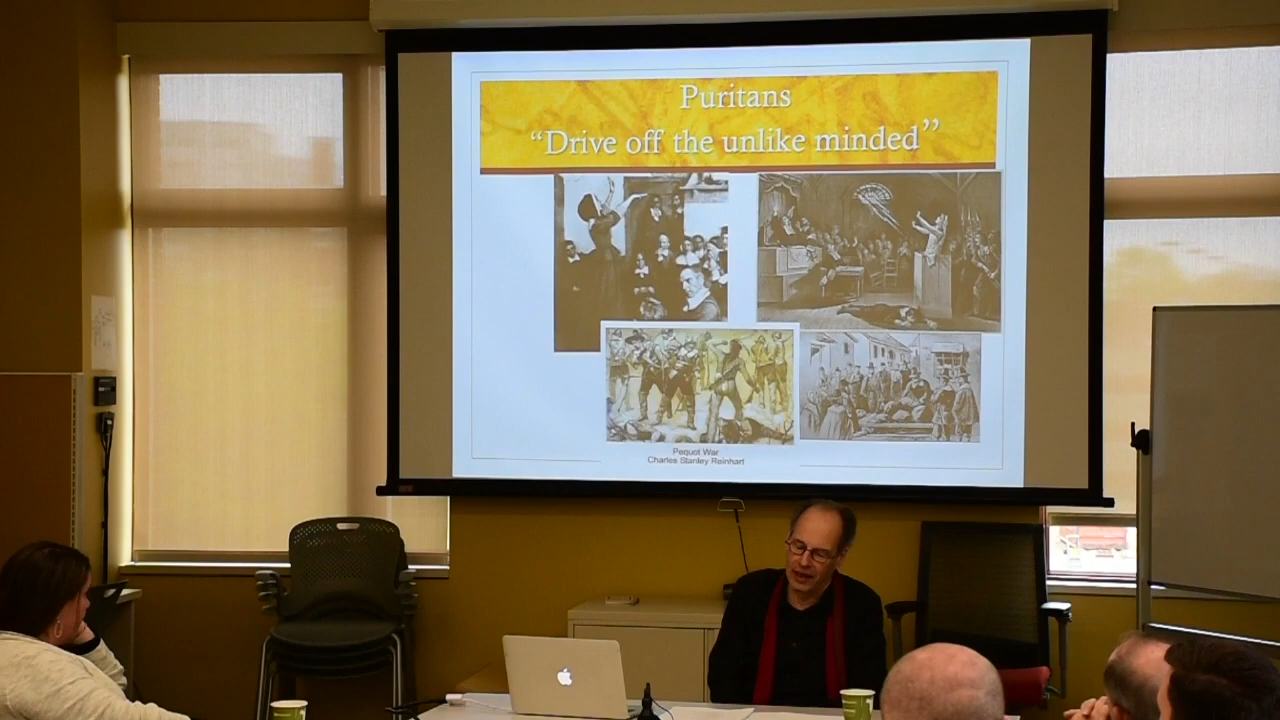 Puritans
“Drive off the unlike minded”
Pequot War
Charles Stanley Reinhart